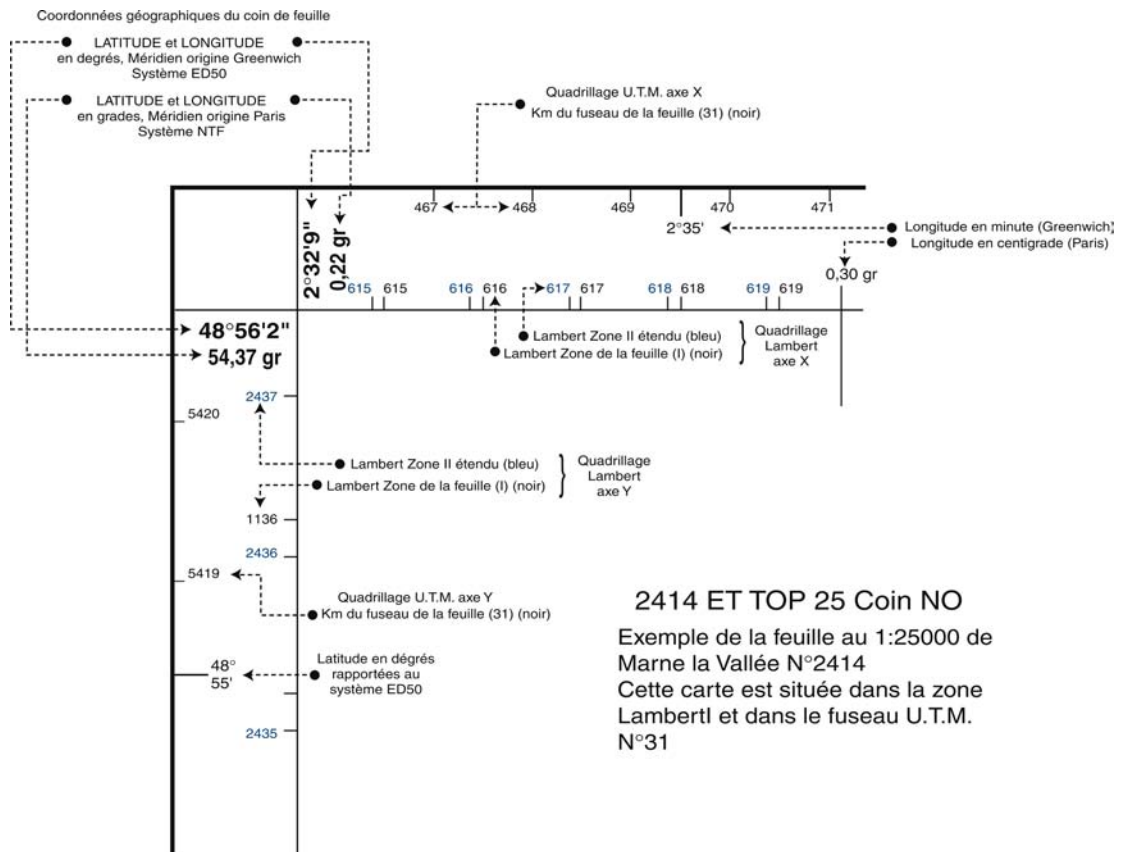 Coordonnées géographiques du coin de feuille
LATITUDE et LONGITUDE
en degrés, Méridien origine Greenwich
Système ED50
LATITUDE et LONGITUDE
en grades, Méridien origine Paris
Système NTF
Quadrillage U.T.M. axe X
Km du fuseau de la feuille (31) (noir)
467 468 469 470 471
2°35'
Longitude en minute (Greenwich)
Longitude en centigrade (Paris)
2°32'9"
0,22 gr
0,30 gr
615 615 616 616 617 617 618 618 619 619
48°56'2"
54,37 gr
Lambert Zone II étendu (bleu)
Lambert Zone de la feuille (I) (noir)
Quadrillage
Lambert
axe X
2437
5420
Lambert Zone II étendu (bleu)
Lambert Zone de la feuille (I) (noir)
Quadrillage
Lambert
axe Y
1136
2436
5419
Quadrillage U.T.M. axe Y
Km du fuseau de la feuille (31) (noir)
48°
55'
Latitude en dégrés
rapportées au
système ED50
2435
2414 ET TOP 25 Coin NO
Exemple de la feuille au 1:25000 de
Marne la Vallée N°2414
Cette carte est située dans la zone
LambertI et dans le fuseau U.T.M.
N°31